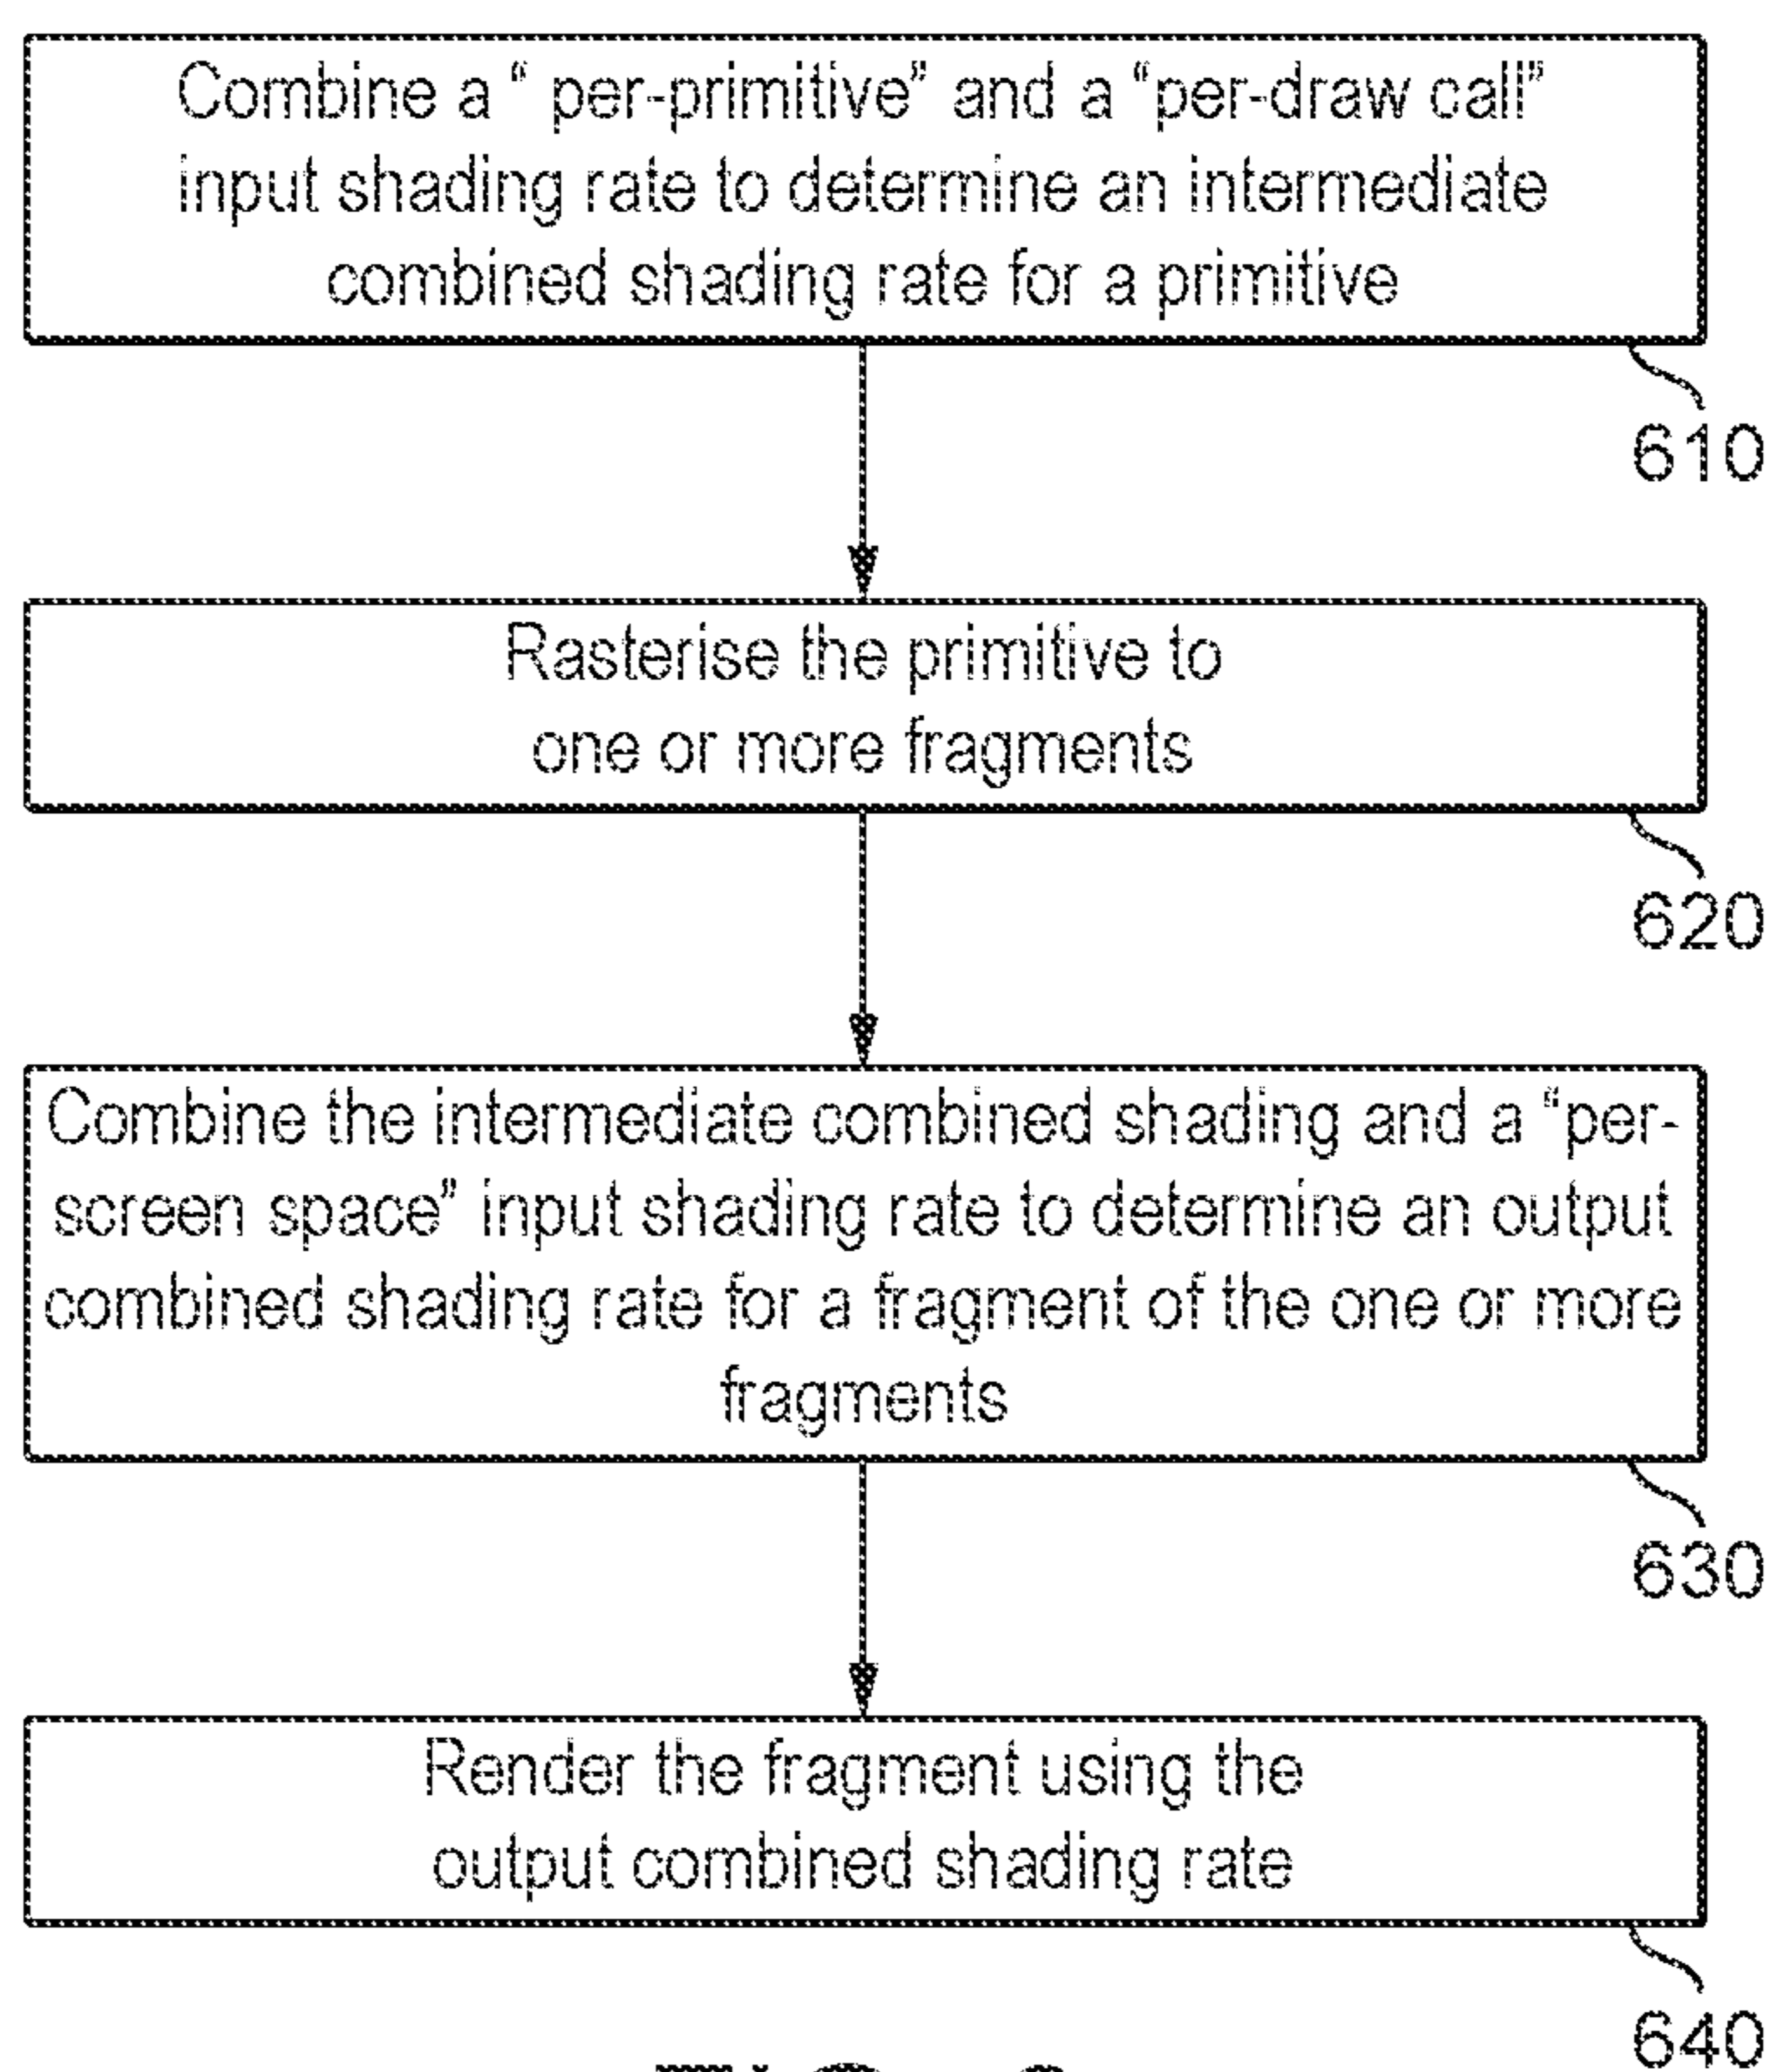 Combine a “ per-primitive” and a “per-draw call”
input shading rate to determine an intermediate
combined shading rate for a primitive
610
Rasterise the primitive to
one or more fragments
620
Combine the intermediate combined shading and a “per-
screen space” input shading rate to determine an output
combined shading rate for a fragment of the one or more
fragments
630
Render the fragment using the
output combined shading rate
640